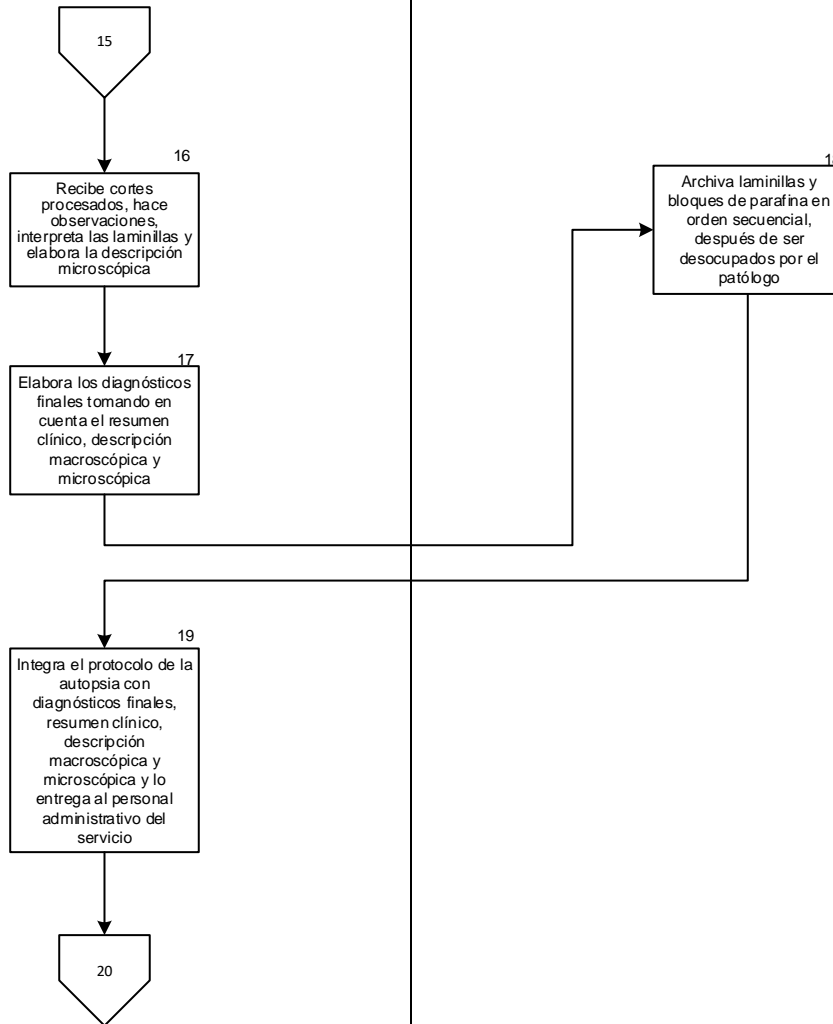 15
16
Recibe cortes
procesados, hace
observaciones,
interpreta las laminillas y
elabora la descripción
microscópica
17
Elabora los diagnósticos
finales tomando en
cuenta el resumen
clínico, descripción
macroscópica y
microscópica
Archiva laminillas y
bloques de parafina en
orden secuencial,
después de ser
desocupados por el
patólogo
19
Integra el protocolo de la
autopsia con
diagnósticos finales,
resumen clínico,
descripción
macroscópica y
microscópica y lo
entrega al personal
administrativo del
servicio
20